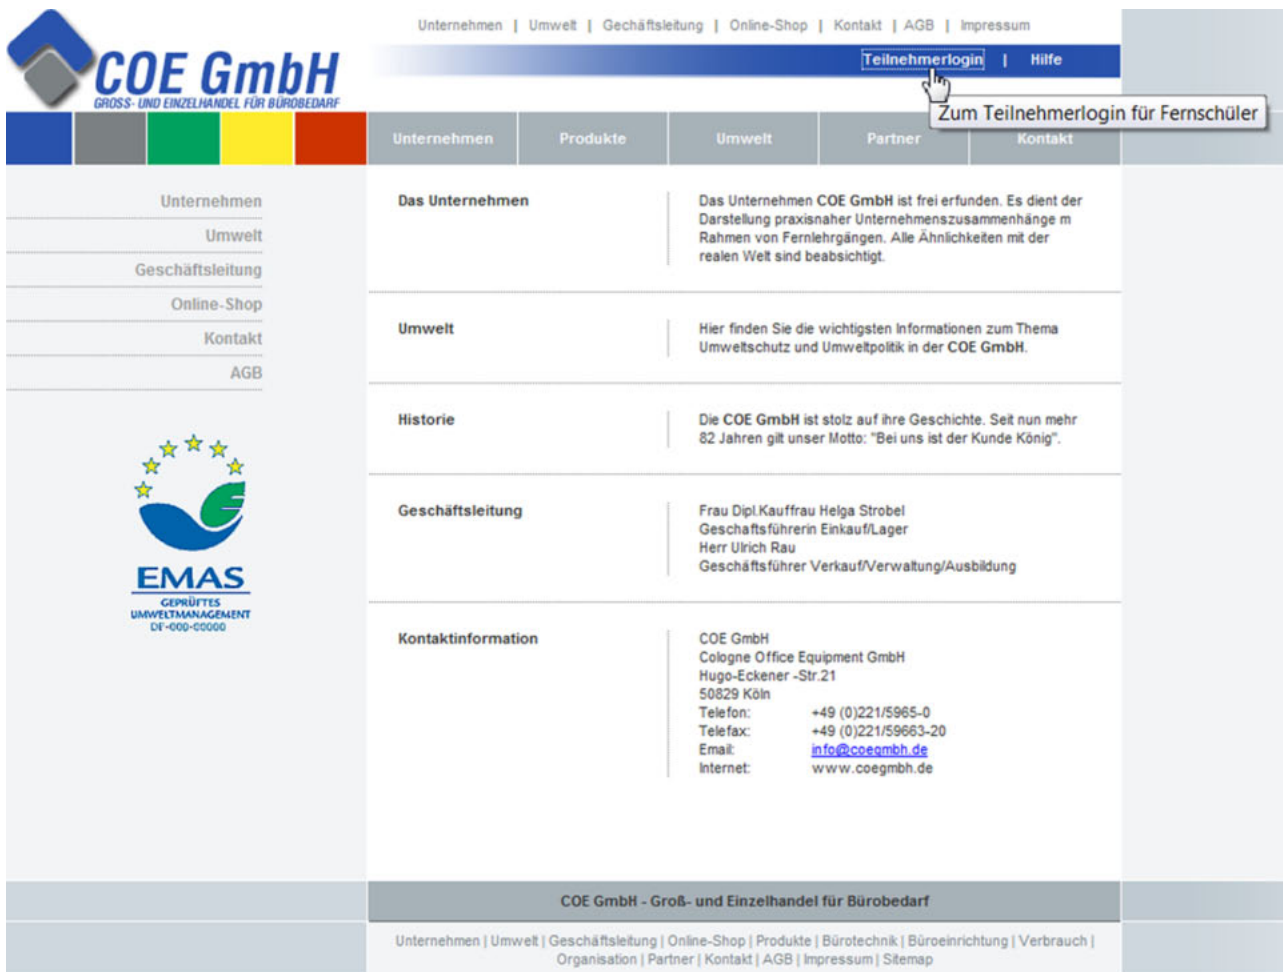 Unternehmen | Umwelt | Gechäftsleitung | Online-Shop | Kontakt | AGB | Impressum
COE GmbH
GROSS- UND EINZELHANDEL FÜR BÜROBEDARF
Teilnehmerlogin | Hilfe
Zum Teilnehmerlogin für Fernschüler
Unternehmen Produkte Umwelt Partner Kontakt
Unternehmen
Umwelt
Geschäftsleitung
Online-Shop
Kontakt
AGB
EMAS
GEPRÜFTES
UMWELTMANAGEMENT
Das Unternehmen
Das Unternehmen COE GmbH ist frei erfunden. Es dient der
Darstellung praxisnaher Unternehmenszusammenhänge m
Rahmen von Fernlehrgängen. Alle Ähnlichkeiten mit der
realen Welt sind beabsichtigt.
Umwelt
Hier finden Sie die wichtigsten Informationen zum Thema
Umweltschutz und Umweltpolitik in der COE GmbH.
Historie
Die COE GmbH ist stolz auf ihre Geschichte. Seit nun mehr
82 Jahren gilt unser Motto: "Bei uns ist der Kunde König".
Geschäftsleitung
Frau Dipl.Kauffrau Helga Strobel
Geschaftsführerin Einkauf/Lager
Herr Ulrich Rau
Geschäftsführer Verkauf/Verwaltung/Ausbildung
Kontaktinformation
COE GmbH
Cologne Office Equipment GmbH
Hugo-Eckener -Str.21
50829 Köln
Telefon: +49 (0)221/5965-0
Telefax: +49 (0)221/59663-20
Email: info@coegmbh.de
Internet: www.coegmbh.de
COE GmbH - Groß- und Einzelhandel für Bürobedarf
Unternehmen | Umwelt | Geschäftsleitung | Online-Shop | Produkte | Bürotechnik | Büroeinrichtung | Verbrauch |
Organisation | Partner | Kontakt | AGB | Impressum | Sitemap